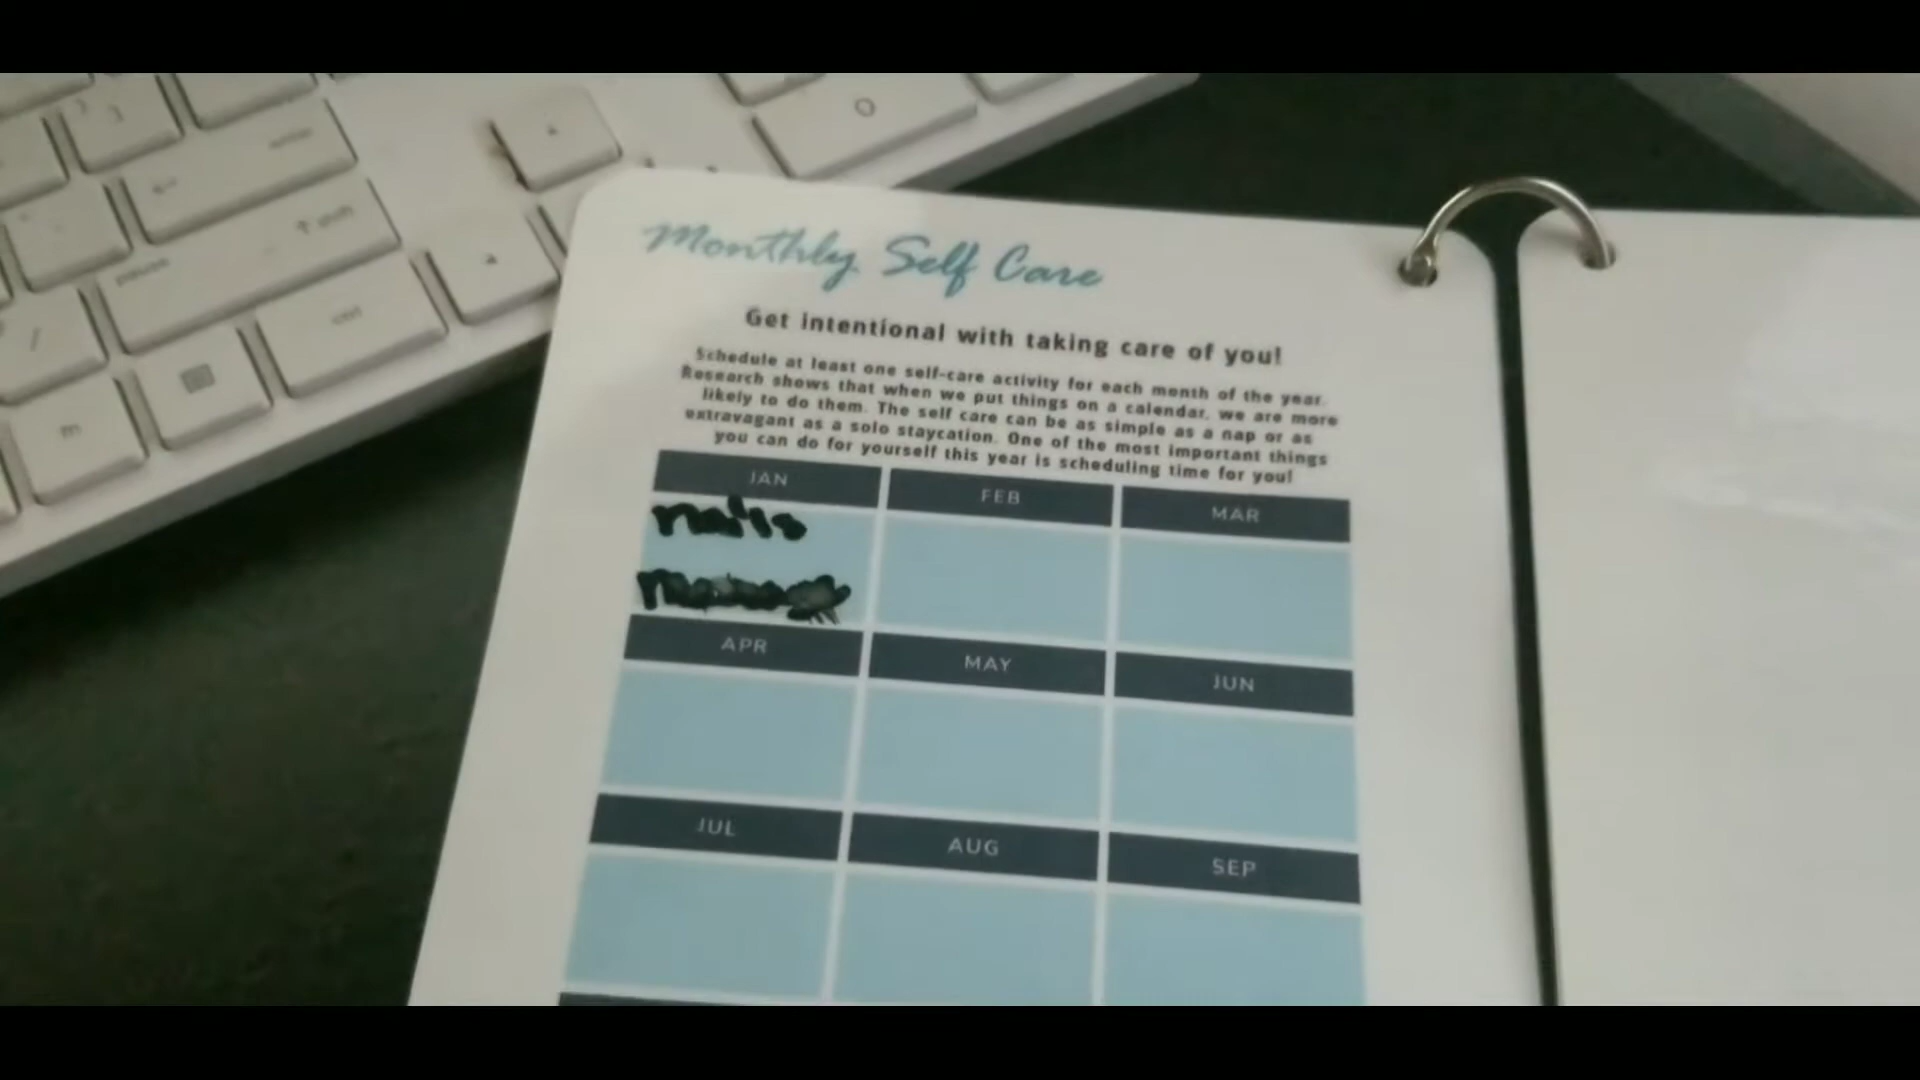 Monthly Self Care
Get intentional with taking care of you!
Schedule at least one self-care activity for each month of the year.
Research shows that when we put things on a calendar, we are more
likely to do them. The self care can be as simple as a nap or as
extravagant as a solo staycation. One of the most important things
you can do for yourself this year is scheduling time for you!
JAN FEB MAR
nails
APR MAY JUN
JUL AUG SEP
enter
shift
pause
ctrl
/
m
O